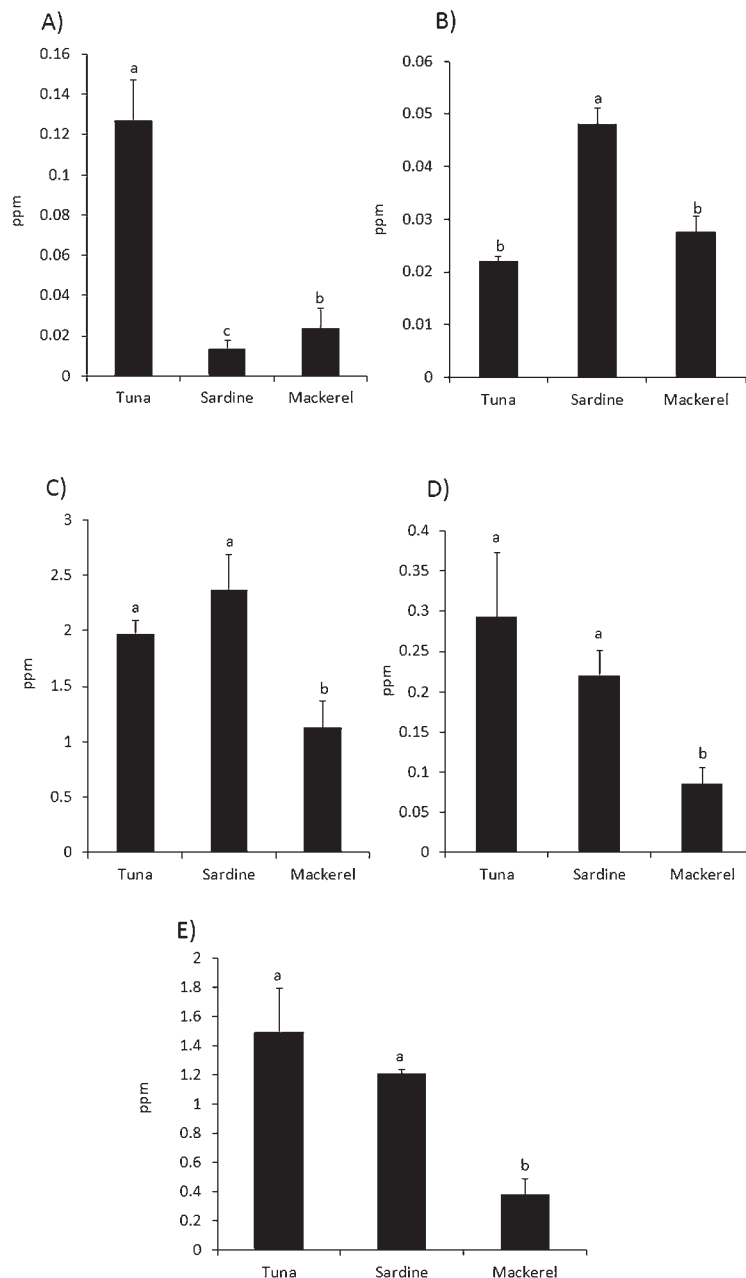 A)
0.16
0.14
0.12
0.1
0.08
0.06
0.04
0.02
0
ppm
a
c
b
Tuna Sardine Mackerel
B)
0.06
0.05
0.04
0.03
0.02
0.01
0
ppm
b
a
b
Tuna Sardine Mackerel
C)
3
2.5
2
1.5
1
0.5
0
ppm
a
a
b
Tuna Sardine Mackerel
D)
0.4
0.35
0.3
0.25
0.2
0.15
0.1
0.05
0
ppm
a
a
b
Tuna Sardine Mackerel
E)
2
1.8
1.6
1.4
1.2
1
0.8
0.6
0.4
0.2
0
ppm
a
a
b
Tuna Sardine Mackerel